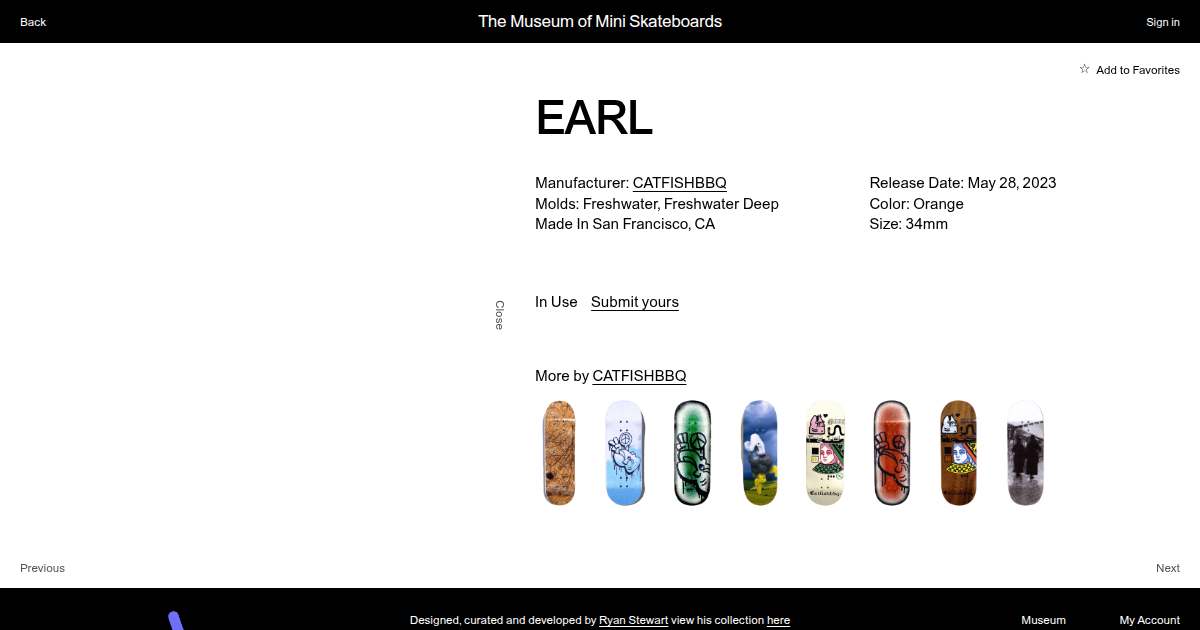 Back
The Museum of Mini Skateboards
Sign in
☆ Add to Favorites
EARL
Manufacturer: CATFISHBBQ
Molds: Freshwater, Freshwater Deep
Made In San Francisco, CA
Release Date: May 28, 2023
Color: Orange
Size: 34mm
Close
In Use Submit yours
More by CATFISHBBQ
Previous
Next
Designed, curated and developed by Ryan Stewart view his collection here
Museum
My Account